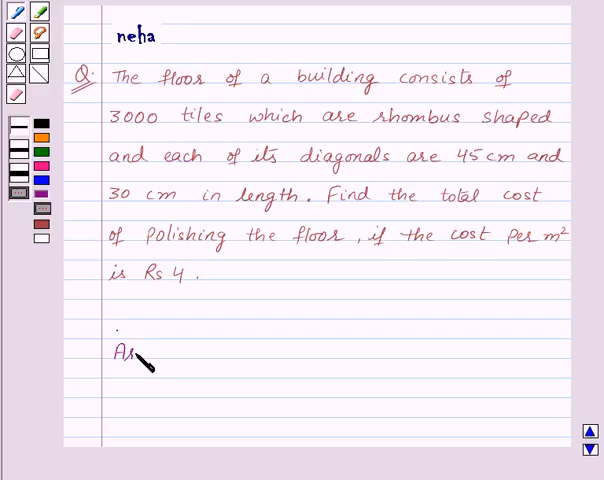 neha
Q. The floor of a building consists of
3000 tiles which are rhombus shaped
and each of its diagonals are 45 cm and
30 cm in length. Find the total cost
of polishing the floor, if the cost per m²
is Rs 4.